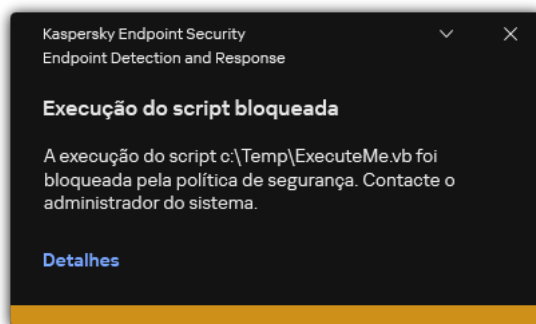 Kaspersky Endpoint Security
Endpoint Detection and Response
Execução do script bloqueada
A execução do script c:\Temp\ExecuteMe.vb foi
bloqueada pela política de segurança. Contacte o
administrador do sistema.
Detalhes